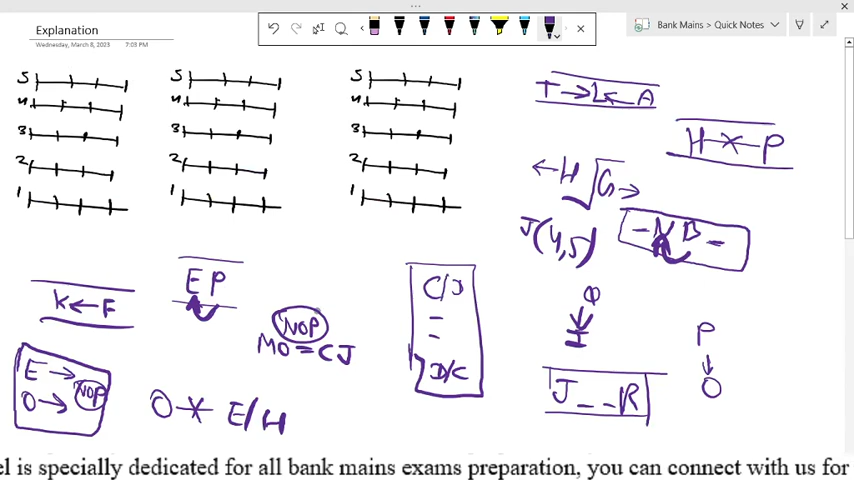 Bank Mains > Quick Notes
Explanation
Wednesday, March 8, 2023 7:03 PM
5 5 5
4 4 4
3 3 3
2 2 2
1 1 1
T → L ← A
H × P
← H G →
J(4,5)
- N B -
K ← F
E P
NOP
MO = CJ
C/J
-
-
D/C
I
P
↓
O
E →
O → NOP
O × E/H
J _ _ R
el is specially dedicated for all bank mains exams preparation, you can connect with us for